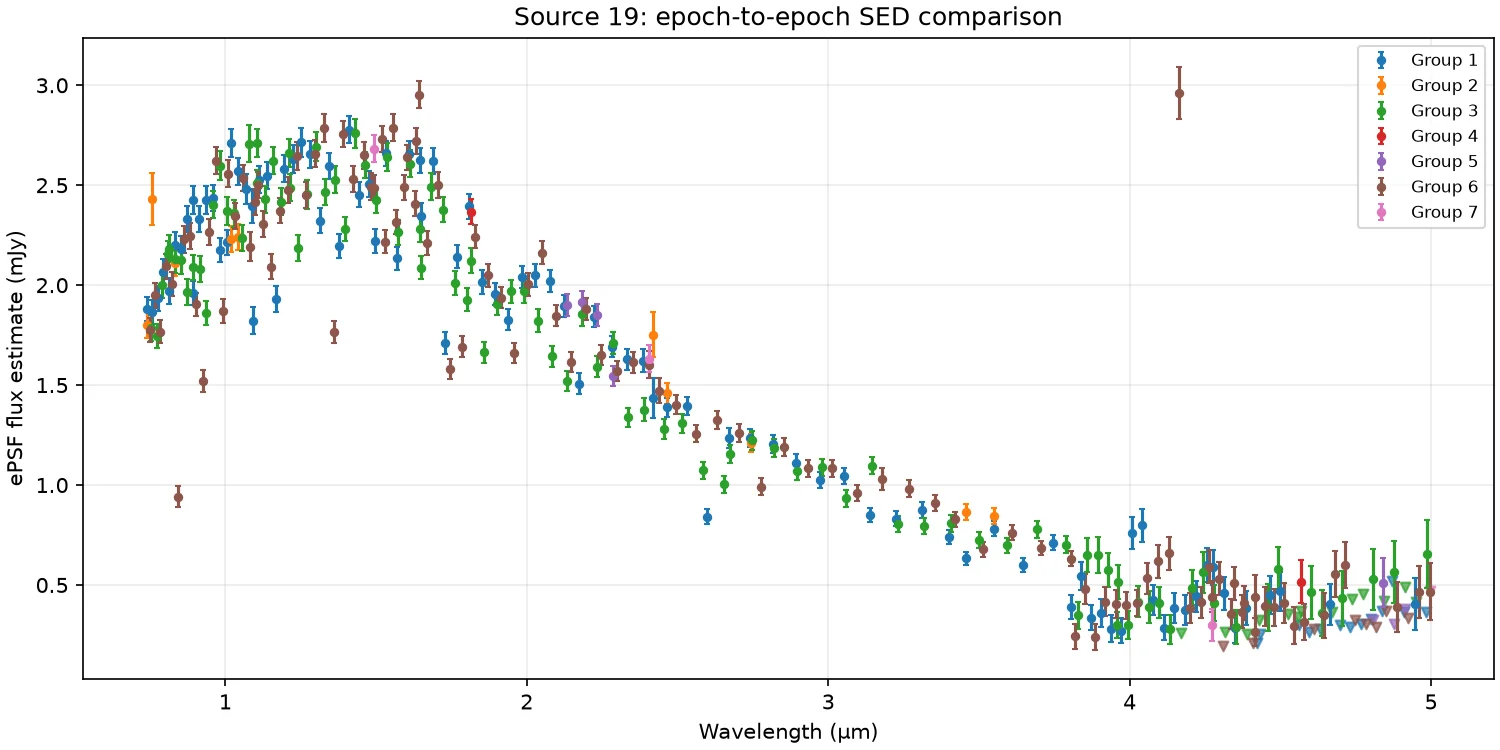 Source 19: epoch-to-epoch SED comparison
ePSF flux estimate (mJy)
3.0
2.5
2.0
1.5
1.0
0.5
1
2
3
4
5
Wavelength (µm)
Group 1
Group 2
Group 3
Group 4
Group 5
Group 6
Group 7